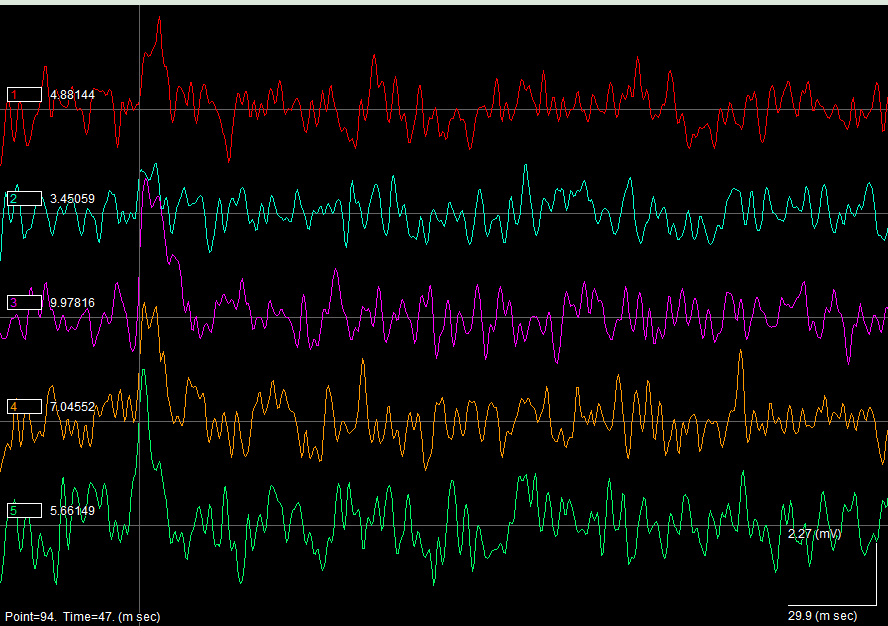 1 4.88144
2 3.45059
3 9.97816
4 7.04552
5 5.66149
2.27 (mV)
29.9 (m sec)
Point=94. Time=47. (m sec)